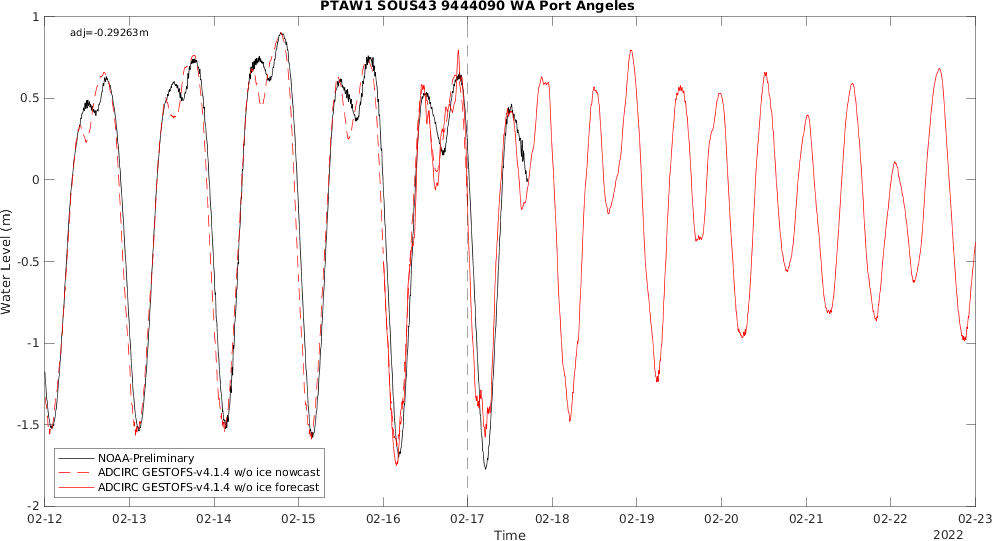 PTAW1 SOUS43 9444090 WA Port Angeles
adj=-0.29263m
1
0.5
0
-0.5
-1
-1.5
-2
Water Level (m)
NOAA-Preliminary
ADCIRC GESTOFS-v4.1.4 w/o ice nowcast
ADCIRC GESTOFS-v4.1.4 w/o ice forecast
02-12 02-13 02-14 02-15 02-16 02-17 02-18 02-19 02-20 02-21 02-22 02-23
Time
2022